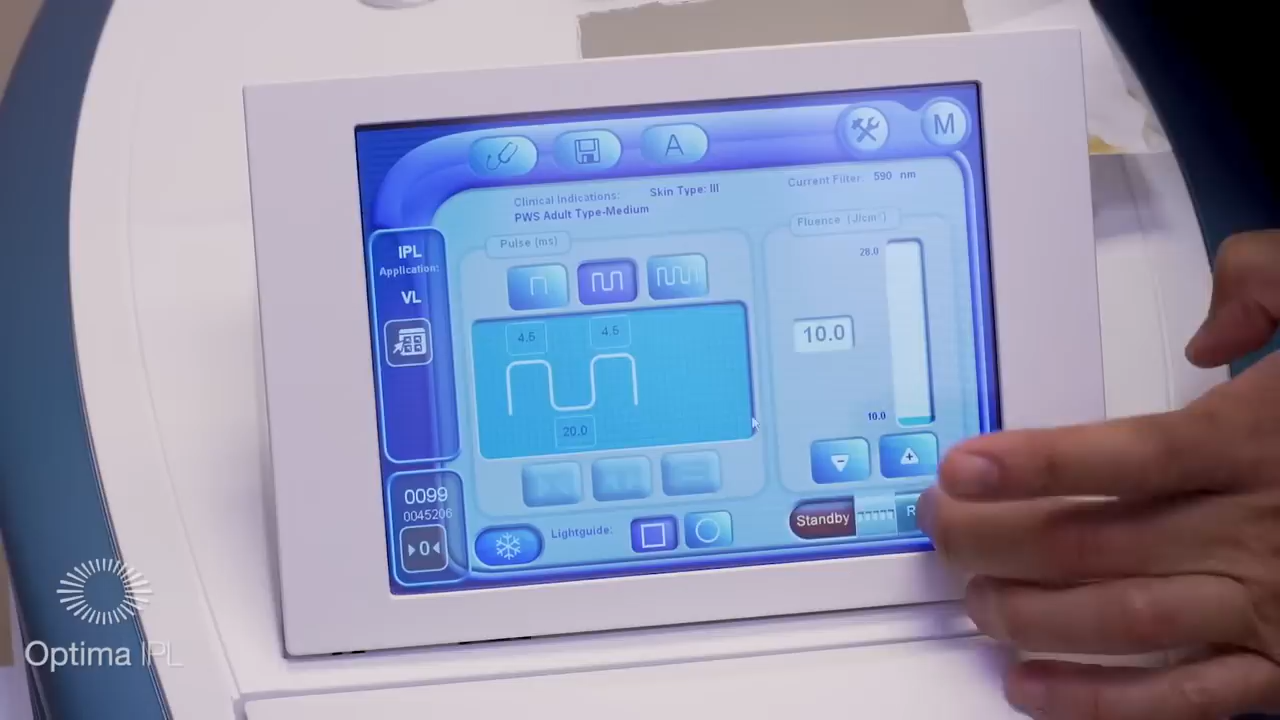 A
M
Clinical Indications:
Skin Type: III
Current Filter: 590 nm
PWS Adult Type-Medium
Pulse (ms)
Fluence (J/cm²)
IPL
Application:
VL
28.0
4.5
4.5
10.0
10.0
20.0
0099
0045206
0
Lightguide:
Standby
R
Optima IPL